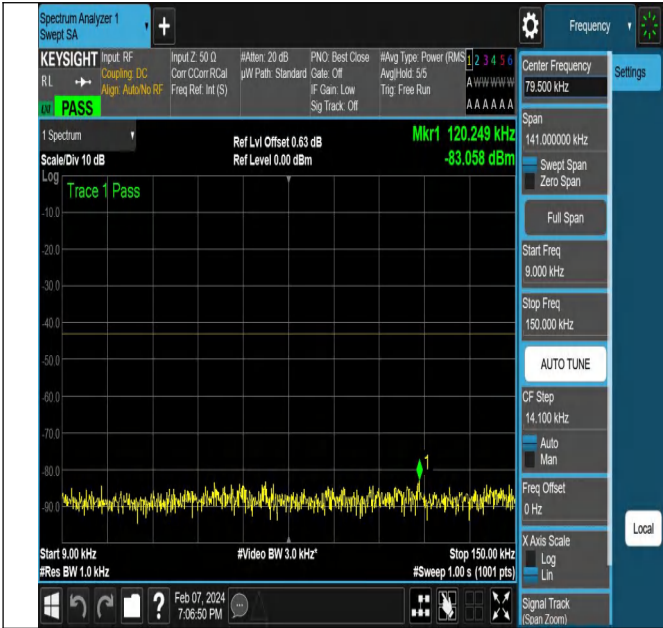 Spectrum Analyzer 1
Swept SA
+
Frequency
KEYSIGHT
RL
PASS
Input: RF
Coupling: DC
Align: Auto/No RF
Input Z: 50 Ω
Corr CCorr RCal
Freq Ref: Int (S)
#Atten: 20 dB
µW Path: Standard
PNO: Best Close
Gate: Off
IF Gain: Low
Sig Track: Off
#Avg Type: Power (RMS
Avg|Hold: 5/5
Trig: Free Run
1 2 3 4 5 6
A W W W W W
A A A A A A
Center Frequency
79.500 kHz
Settings
Span
141.000000 kHz
Swept Span
Zero Span
Full Span
Start Freq
9.000 kHz
Stop Freq
150.000 kHz
AUTO TUNE
CF Step
14.100 kHz
Auto
Man
Freq Offset
0 Hz
X Axis Scale
Log
Lin
Signal Track
(Span Zoom)
Local
1 Spectrum
Scale/Div 10 dB
Ref Lvl Offset 0.63 dB
Ref Level 0.00 dBm
Mkr1 120.249 kHz
-83.058 dBm
Log
Trace 1 Pass
-10.0
-20.0
-30.0
-40.0
-50.0
-60.0
-70.0
-80.0
-90.0
1
Start 9.00 kHz
#Res BW 1.0 kHz
#Video BW 3.0 kHz*
Stop 150.00 kHz
#Sweep 1.00 s (1001 pts)
?
Feb 07, 2024
7:06:50 PM